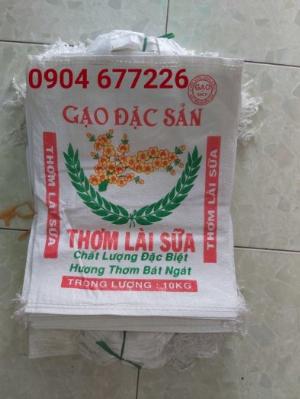 0904 677226
GẠO
GẠO ĐẶC SẢN
THƠM LÀI SỮA
THƠM LÀI SỮA
THƠM LÀI SỮA
Chất Lượng Đặc Biệt
Hương Thơm Bát Ngát
TRỌNG LƯỢNG : 10KG